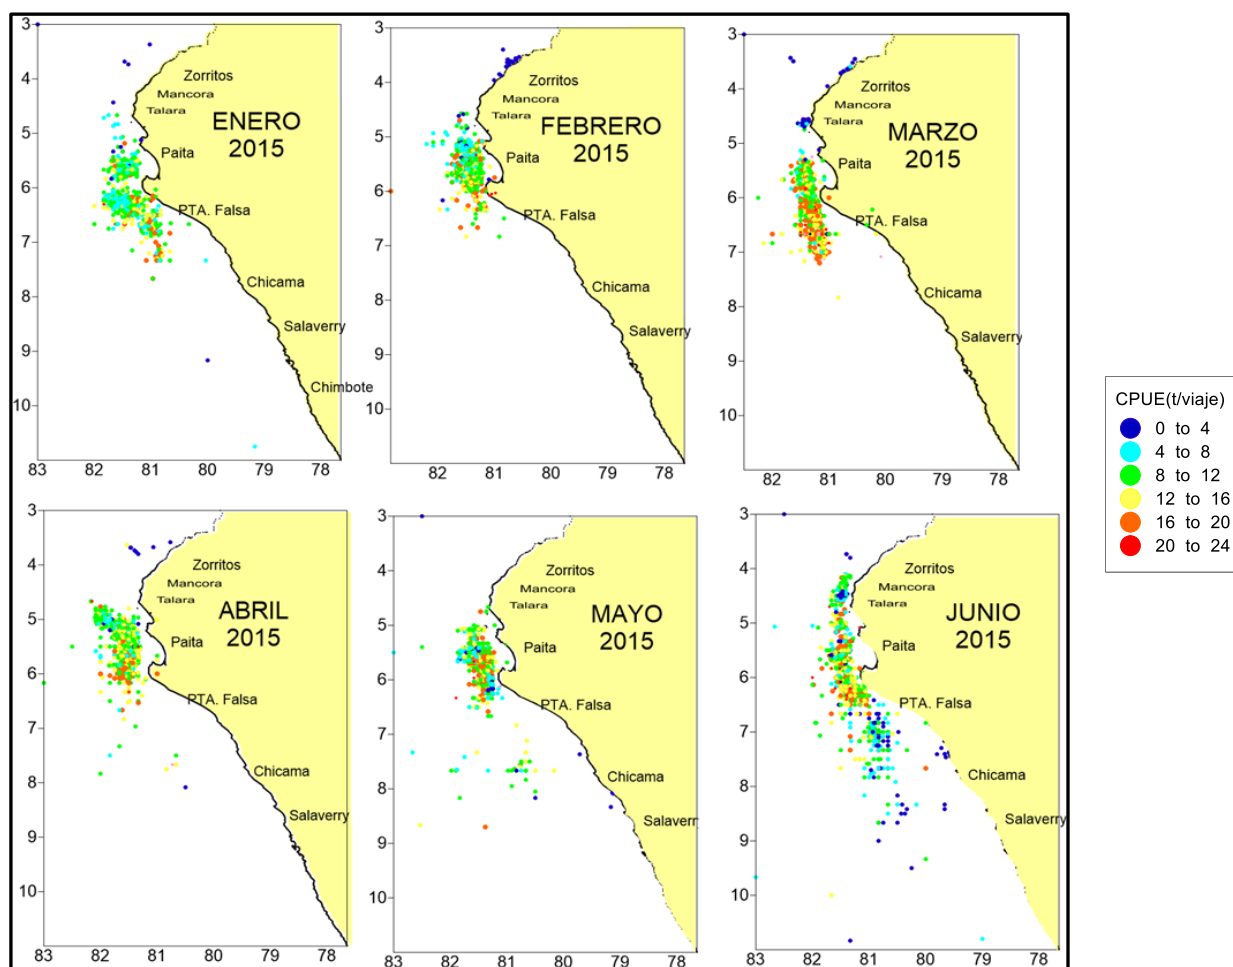 3
4
5
6
7
8
9
10
83 82 81 80 79 78
Zorritos
Mancora
Talara
ENERO
2015
Paita
PTA. Falsa
Chicama
Salaverry
Chimbote
3
4
5
6
7
8
9
10
82 81 80 79 78
Zorritos
Mancora
Talara
FEBRERO
2015
Paita
PTA. Falsa
Chicama
Salaverry
3
4
5
6
7
8
9
10
82 81 80 79 78
Zorritos
Mancora
Talara
MARZO
2015
Paita
PTA. Falsa
Chicama
Salaverry
CPUE(t/viaje)
0 to 4
4 to 8
8 to 12
12 to 16
16 to 20
20 to 24
3
4
5
6
7
8
9
10
83 82 81 80 79 78
Zorritos
Mancora
Talara
ABRIL
2015
Paita
PTA. Falsa
Chicama
Salaverry
3
4
5
6
7
8
9
10
83 82 81 80 79 78
Zorritos
Mancora
Talara
MAYO
2015
Paita
PTA. Falsa
Chicama
Salaverr
3
4
5
6
7
8
9
10
83 82 81 80 79 78
Zorritos
Mancora
Talara
JUNIO
2015
Paita
PTA. Falsa
Chicama
Salaverry